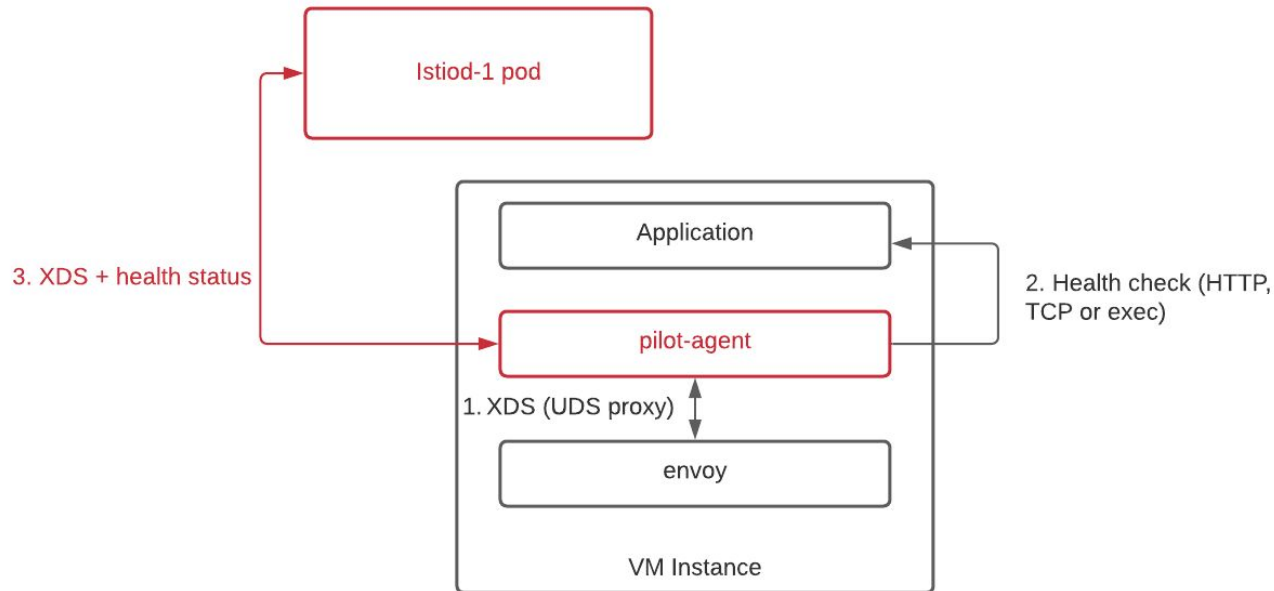 Istiod-1 pod
Application
3. XDS + health status
2. Health check (HTTP,
TCP or exec)
pilot-agent
1. XDS (UDS proxy)
envoy
VM Instance